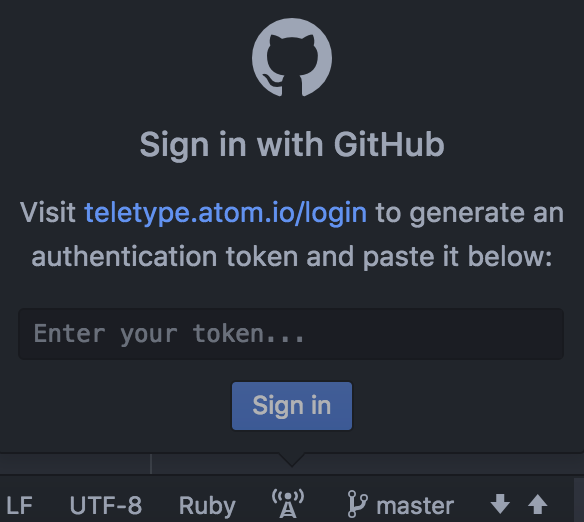 Sign in with GitHub
Visit teletype.atom.io/login to generate an
authentication token and paste it below:
Enter your token...
Sign in
LF UTF-8 Ruby master